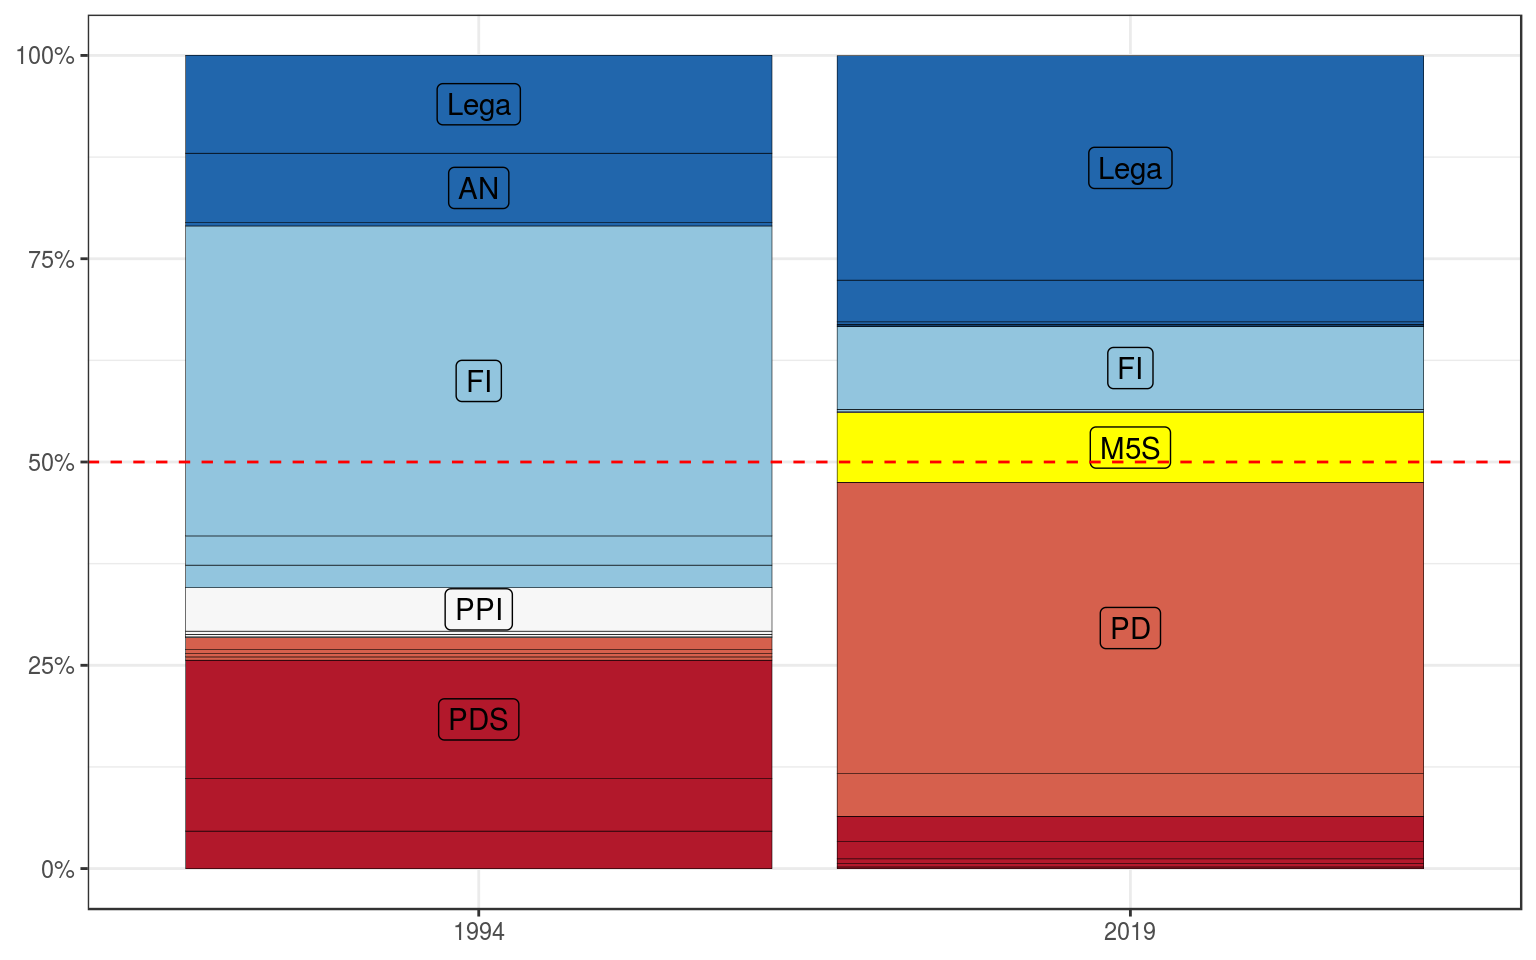 100%
75%
50%
25%
0%
Lega
AN
FI
PPI
PDS
Lega
FI
M5S
PD
1994
2019